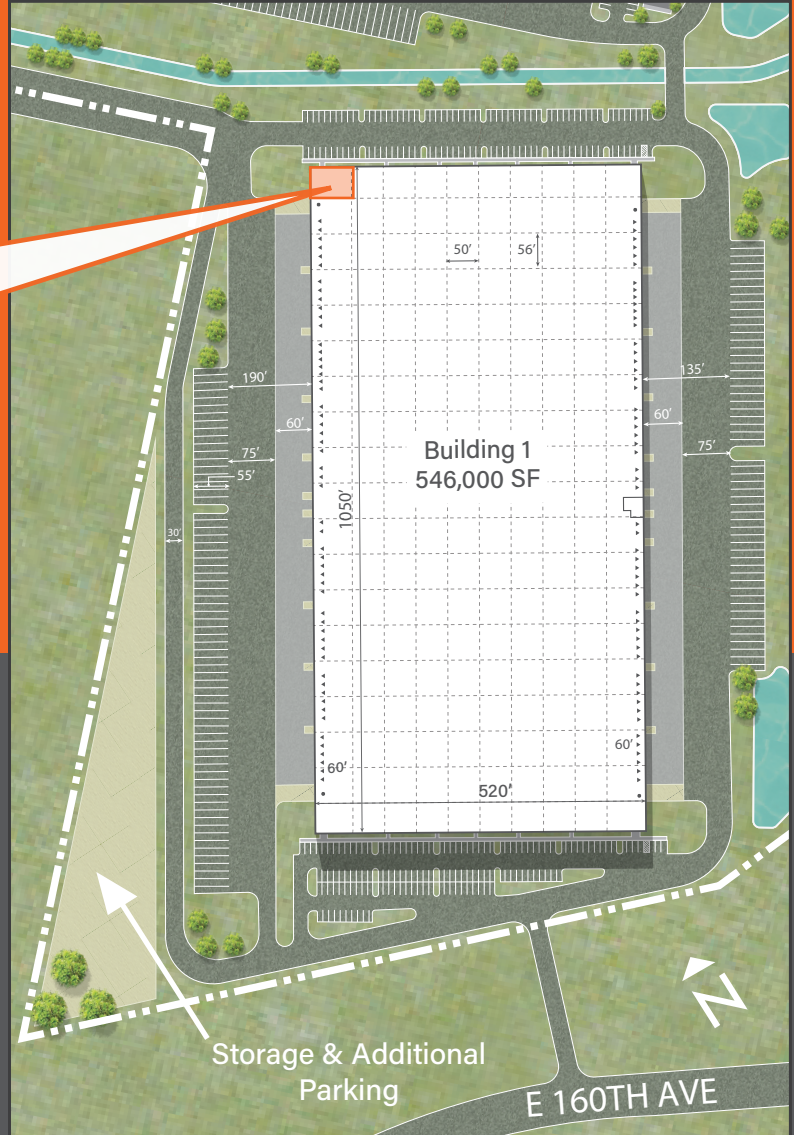 50'
56'
190'
135'
60'
60'
Building 1
546,000 SF
75'
75'
55'
1050'
30'
60'
60'
520'
N
Storage & Additional
Parking
E 160TH AVE